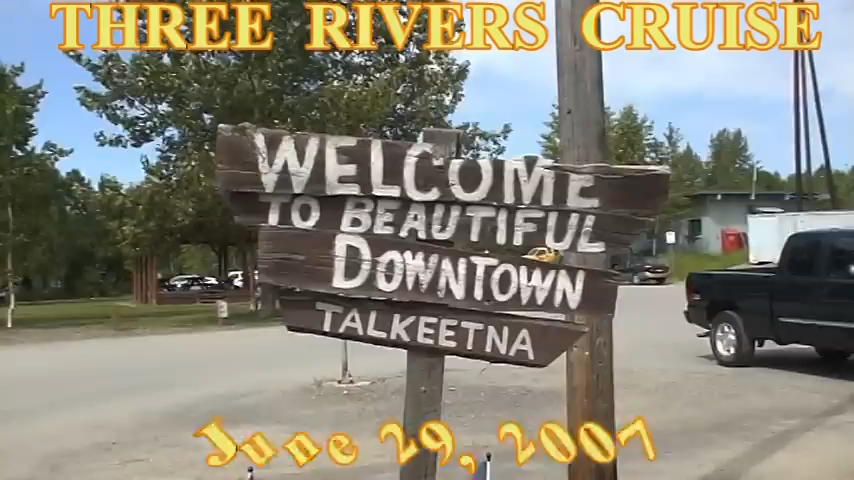 THREE RIVERS CRUISE
WELCOME
TO BEAUTIFUL
DOWNTOWN
TALKEETNA
June 29, 2007